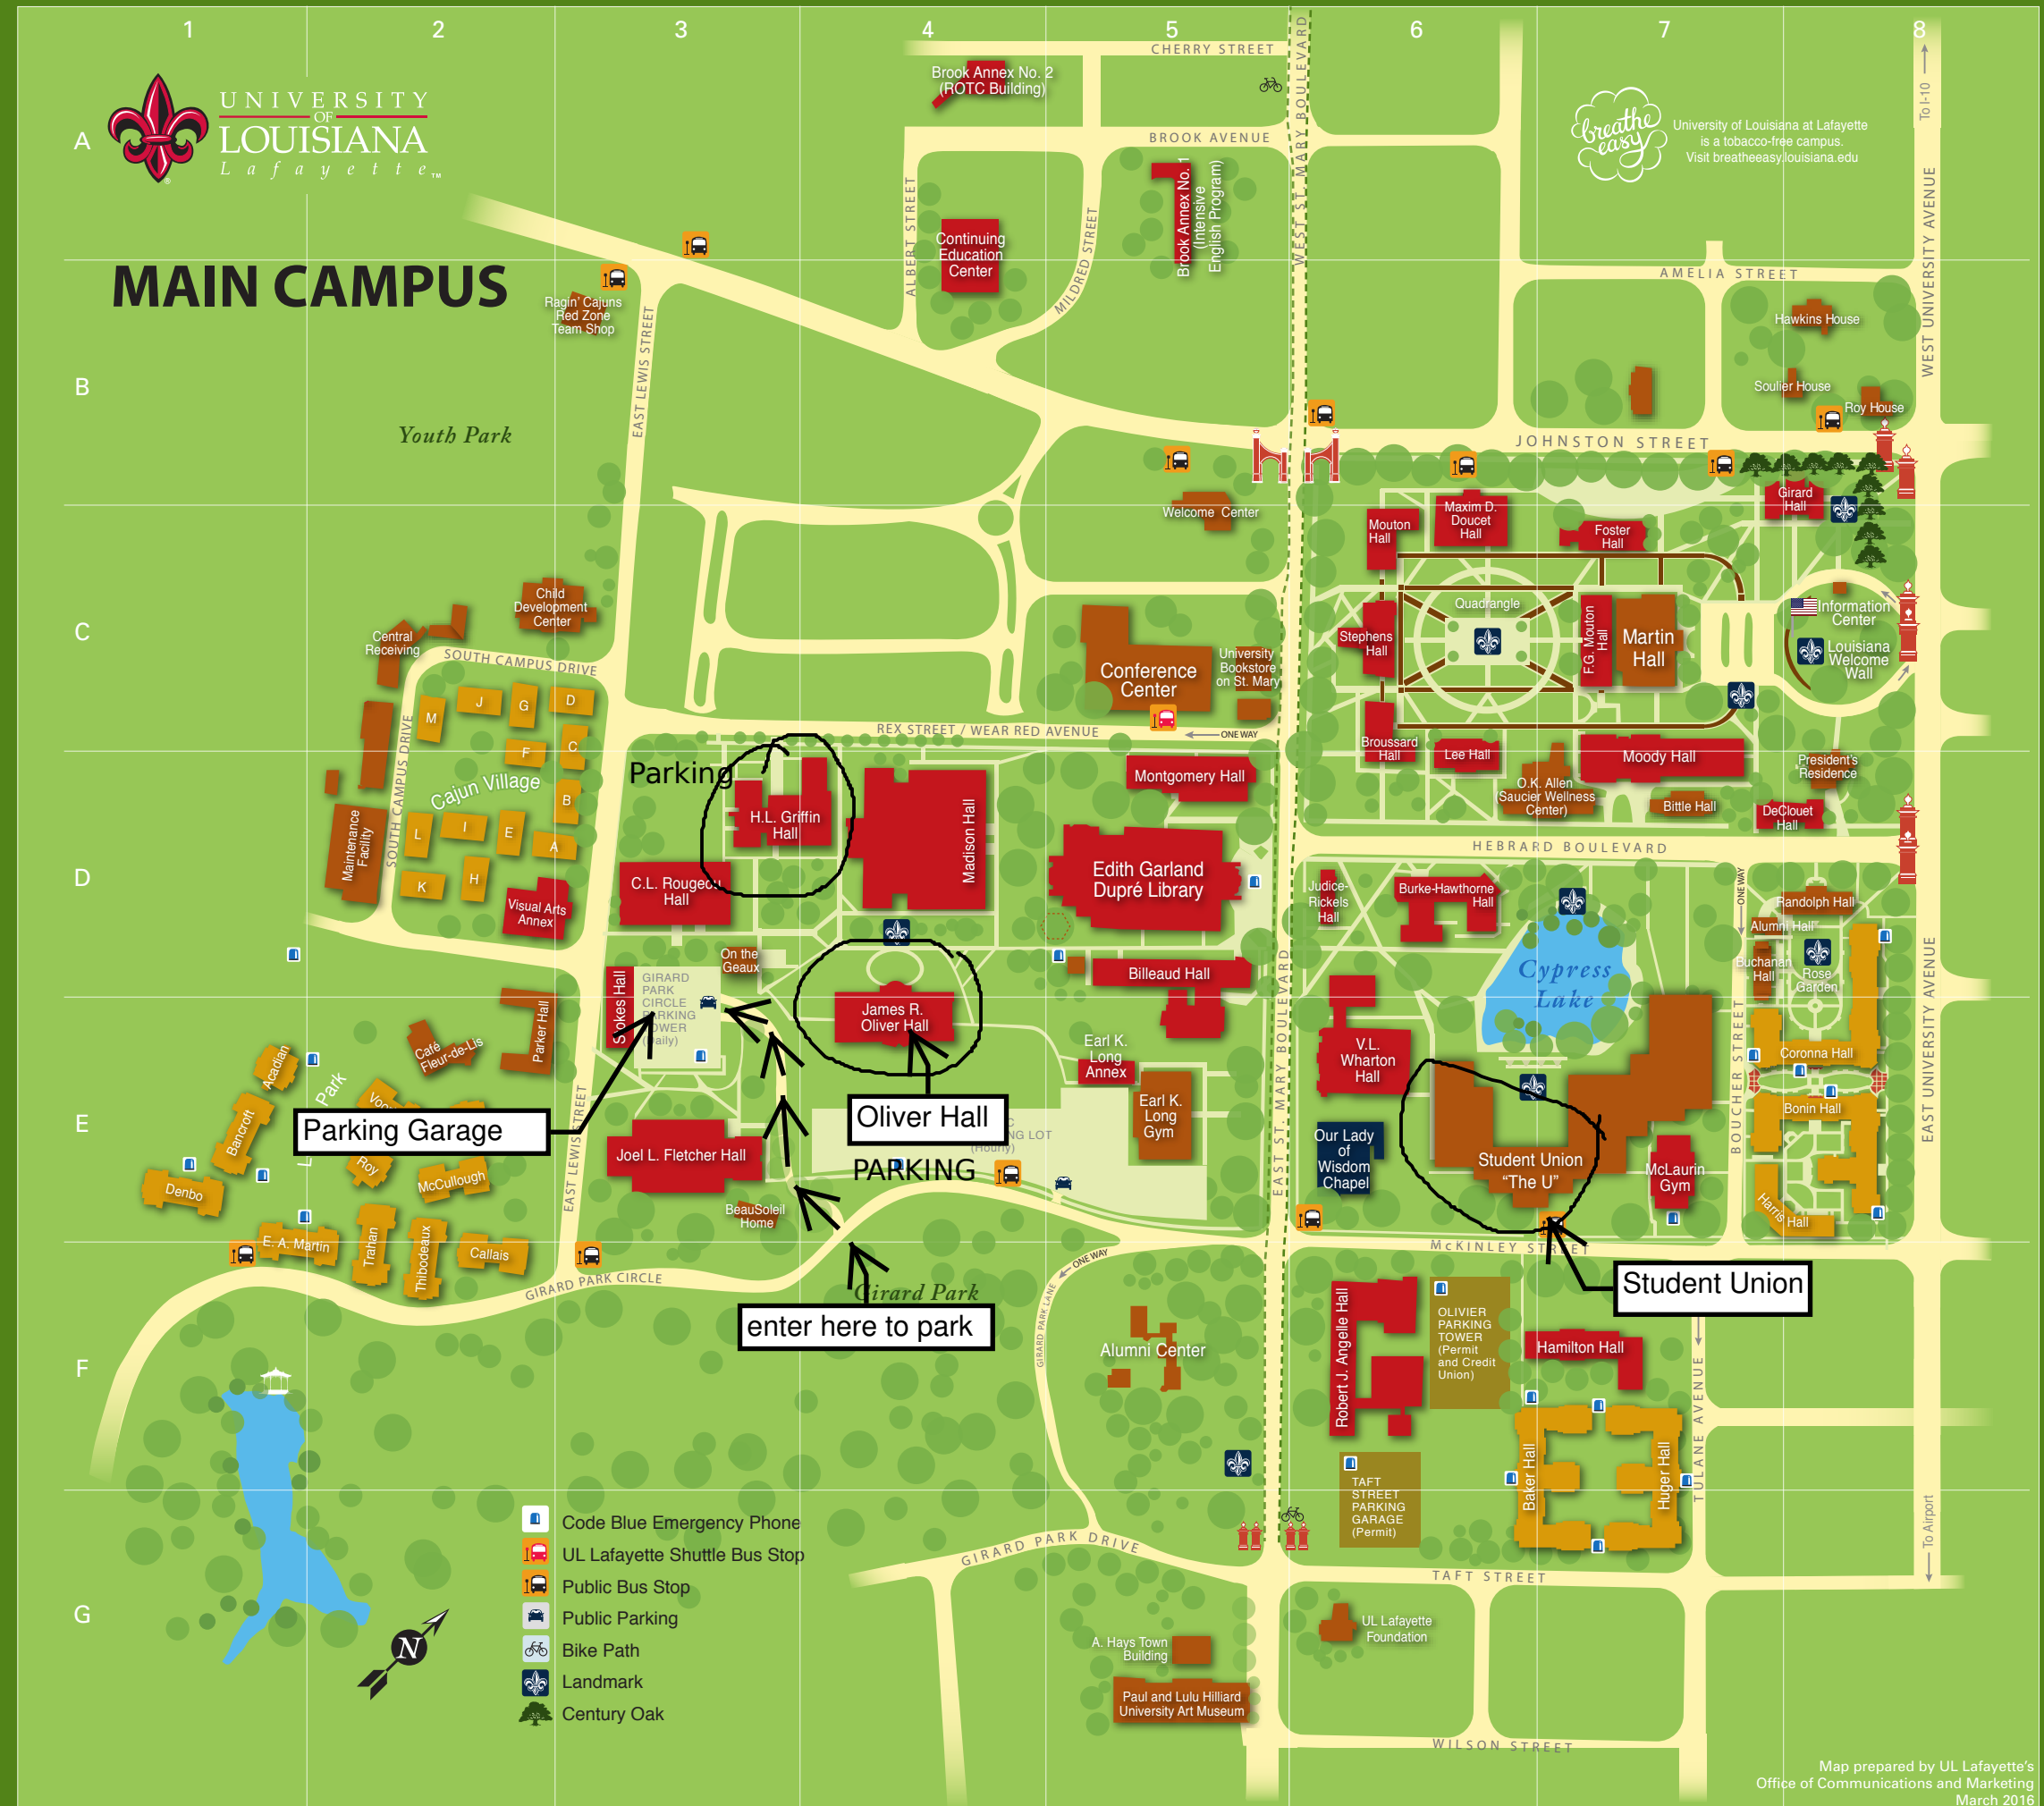 1 2 3 4 5 6 7 8
A
B
C
D
E
F
G
UNIVERSITY
OF
LOUISIANA
Lafayette™
MAIN CAMPUS
CHERRY STREET
Brook Annex No. 2
(ROTC Building)
BROOK AVENUE
WEST ST. MARY BOULEVARD
breathe
easy
University of Louisiana at Lafayette
is a tobacco-free campus.
Visit breatheeasy.louisiana.edu
To I-10
WEST UNIVERSITY AVENUE
ALBERT STREET
Continuing
Education
Center
MILDRED STREET
Brook Annex No. 1
(Intensive
English Program)
AMELIA STREET
Hawkins House
Soulier House
Roy House
Ragin' Cajuns
Red Zone
Team Shop
EAST LEWIS STREET
Youth Park
JOHNSTON STREET
Welcome Center
Mouton
Hall
Maxim D.
Doucet
Hall
Foster
Hall
Girard
Hall
Child
Development
Center
Central
Receiving
SOUTH CAMPUS DRIVE
Conference
Center
University
Bookstore
on St. Mary
Stephens
Hall
Quadrangle
F.G. Mouton
Hall
Martin
Hall
Information
Center
Louisiana
Welcome
Wall
M
J
G
D
F
C
B
L
I
E
A
K
H
Cajun Village
SOUTH CAMPUS DRIVE
Maintenance
Facility
Visual Arts
Annex
REX STREET / WEAR RED AVENUE
ONE WAY
Broussard
Hall
Lee Hall
Moody Hall
President's
Residence
O.K. Allen
(Saucier Wellness
Center)
Bittle Hall
DeClouet
Hall
Parking
H.L. Griffin
Hall
Madison Hall
Montgomery Hall
C.L. Rougeou
Hall
Edith Garland
Dupré Library
HEBRARD BOULEVARD
Judice-
Rickels
Hall
Burke-Hawthorne
Hall
ONE WAY
Randolph Hall
Alumni Hall
Buchanan
Hall
Rose
Garden
Cypress
Lake
On the
Geaux
Billeaud Hall
EAST ST. MARY BOULEVARD
EAST UNIVERSITY AVENUE
Stokes Hall
GIRARD
PARK
CIRCLE
PARKING
TOWER
(Daily)
James R.
Oliver Hall
Parker Hall
Café
Fleur-de-Lis
Earl K.
Long
Annex
Earl K.
Long
Gym
V.L.
Wharton
Hall
BOUCHER STREET
Coronna Hall
Bonin Hall
Harris Hall
Acadian
Bancroft
Park
Roy
McCullough
Denbo
E. A. Martin
Trahan
Thibodeaux
Callais
EAST LEWIS STREET
Parking Garage
Oliver Hall
(Hourly)
PARKING
Joel L. Fletcher Hall
BeauSoleil
Home
Our Lady
of
Wisdom
Chapel
Student Union
"The U"
McLaurin
Gym
McKINLEY STREET
Student Union
GIRARD PARK CIRCLE
Girard Park
enter here to park
ONE WAY
GIRARD PARK LANE
Alumni Center
Robert J. Angelle Hall
OLIVIER
PARKING
TOWER
(Permit
and Credit
Union)
Hamilton Hall
TULANE AVENUE
Baker Hall
Huger Hall
TAFT
STREET
PARKING
GARAGE
(Permit)
To Airport
GIRARD PARK DRIVE
TAFT STREET
Code Blue Emergency Phone
UL Lafayette Shuttle Bus Stop
Public Bus Stop
Public Parking
Bike Path
Landmark
Century Oak
N
A. Hays Town
Building
UL Lafayette
Foundation
Paul and Lulu Hilliard
University Art Museum
WILSON STREET
Map prepared by UL Lafayette's
Office of Communications and Marketing
March 2016